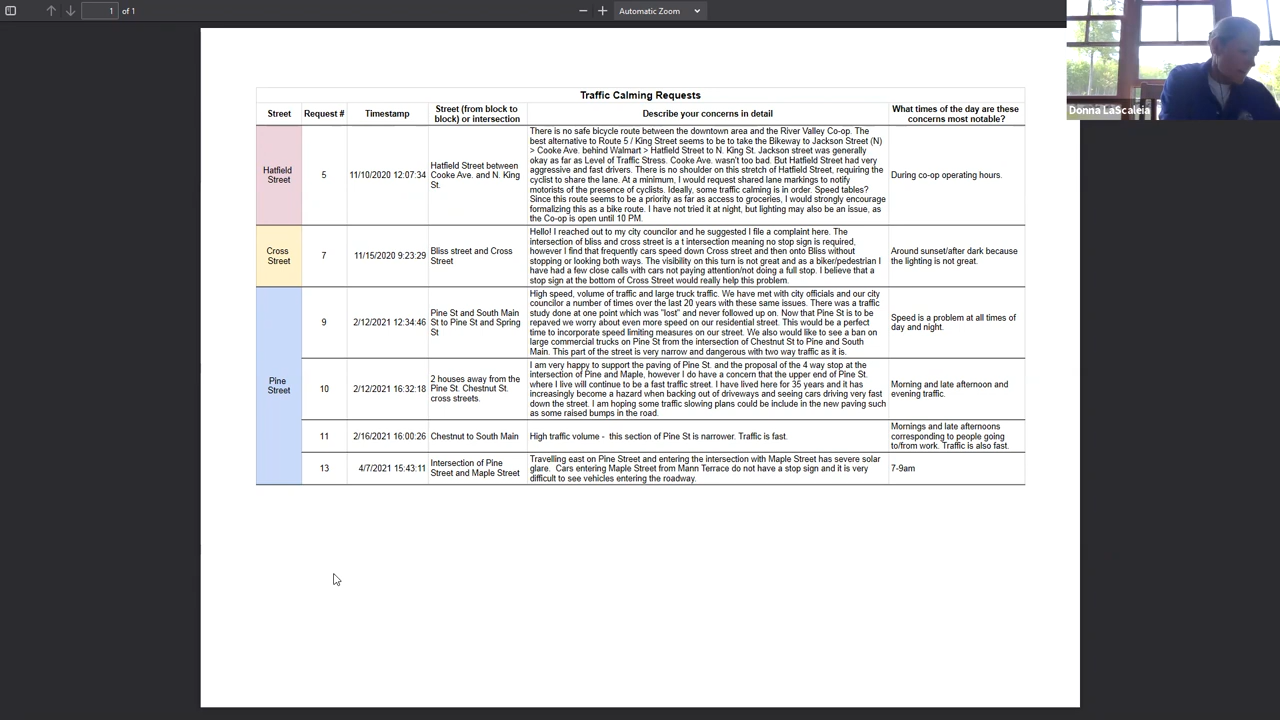 1 of 1
Automatic Zoom
Donna LaScaleia
Traffic Calming Requests
Street
Request #
Timestamp
Street (from block to
block) or intersection
Describe your concerns in detail
What times of the day are these
concerns most notable?
Hatfield
Street
5
11/10/2020 12:07:34
Hatfield Street between
Cooke Ave. and N. King
St.
There is no safe bicycle route between the downtown area and the River Valley Co-op. The
best alternative to Route 5 / King Street seems to be to take the Bikeway to Jackson Street (N)
> Cooke Ave. behind Walmart > Hatfield Street to N. King St. Jackson street was generally
okay as far as Level of Traffic Stress. Cooke Ave. wasn't too bad. But Hatfield Street had very
aggressive and fast drivers. There is no shoulder on this stretch of Hatfield Street, requiring the
cyclist to share the lane. At a minimum, I would request shared lane markings to notify
motorists of the presence of cyclists. Ideally, some traffic calming is in order. Speed tables?
Since this route seems to be a priority as far as access to groceries, I would strongly encourage
formalizing this as a bike route. I have not tried it at night, but lighting may also be an issue, as
the Co-op is open until 10 PM.
During co-op operating hours.
Cross
Street
7
11/15/2020 9:23:29
Bliss street and Cross
Street
Hello! I reached out to my city councilor and he suggested I file a complaint here. The
intersection of bliss and cross street is a t intersection meaning no stop sign is required,
however I find that frequently cars speed down Cross street and then onto Bliss without
stopping or looking both ways. The visibility on this turn is not great and as a biker/pedestrian I
have had a few close calls with cars not paying attention/not doing a full stop. I believe that a
stop sign at the bottom of Cross Street would really help this problem.
Around sunset/after dark because
the lighting is not great.
Pine
Street
9
2/12/2021 12:34:46
Pine St and South Main
St to Pine St and Spring
St
High speed, volume of traffic and large truck traffic. We have met with city officials and our city
councilor a number of times over the last 20 years with these same issues. There was a traffic
study done at one point which was "lost" and never followed up on. Now that Pine St is to be
repaved we worry about even more speed on our residential street. This would be a perfect
time to incorporate speed limiting measures on our street. We also would like to see a ban on
large commercial trucks on Pine St from the intersection of Chestnut St to Pine and South
Main. This part of the street is very narrow and dangerous with two way traffic as it is.
Speed is a problem at all times of
day and night.
10
2/12/2021 16:32:18
2 houses away from the
Pine St. Chestnut St.
cross streets.
I am very happy to support the paving of Pine St. and the proposal of the 4 way stop at the
intersection of Pine and Maple, however I do have a concern that the upper end of Pine St.
where I live will continue to be a fast traffic street. I have lived here for 35 years and it has
increasingly become a hazard when backing out of driveways and seeing cars driving very fast
down the street. I am hoping some traffic slowing plans could be include in the new paving such
as some raised bumps in the road.
Morning and late afternoon and
evening traffic.
11
2/16/2021 16:00:26
Chestnut to South Main
High traffic volume - this section of Pine St is narrower. Traffic is fast.
Mornings and late afternoons
corresponding to people going
to/from work. Traffic is also fast.
13
4/7/2021 15:43:11
Intersection of Pine
Street and Maple Street
Travelling east on Pine Street and entering the intersection with Maple Street has severe solar
glare. Cars entering Maple Street from Mann Terrace do not have a stop sign and it is very
difficult to see vehicles entering the roadway.
7-9am